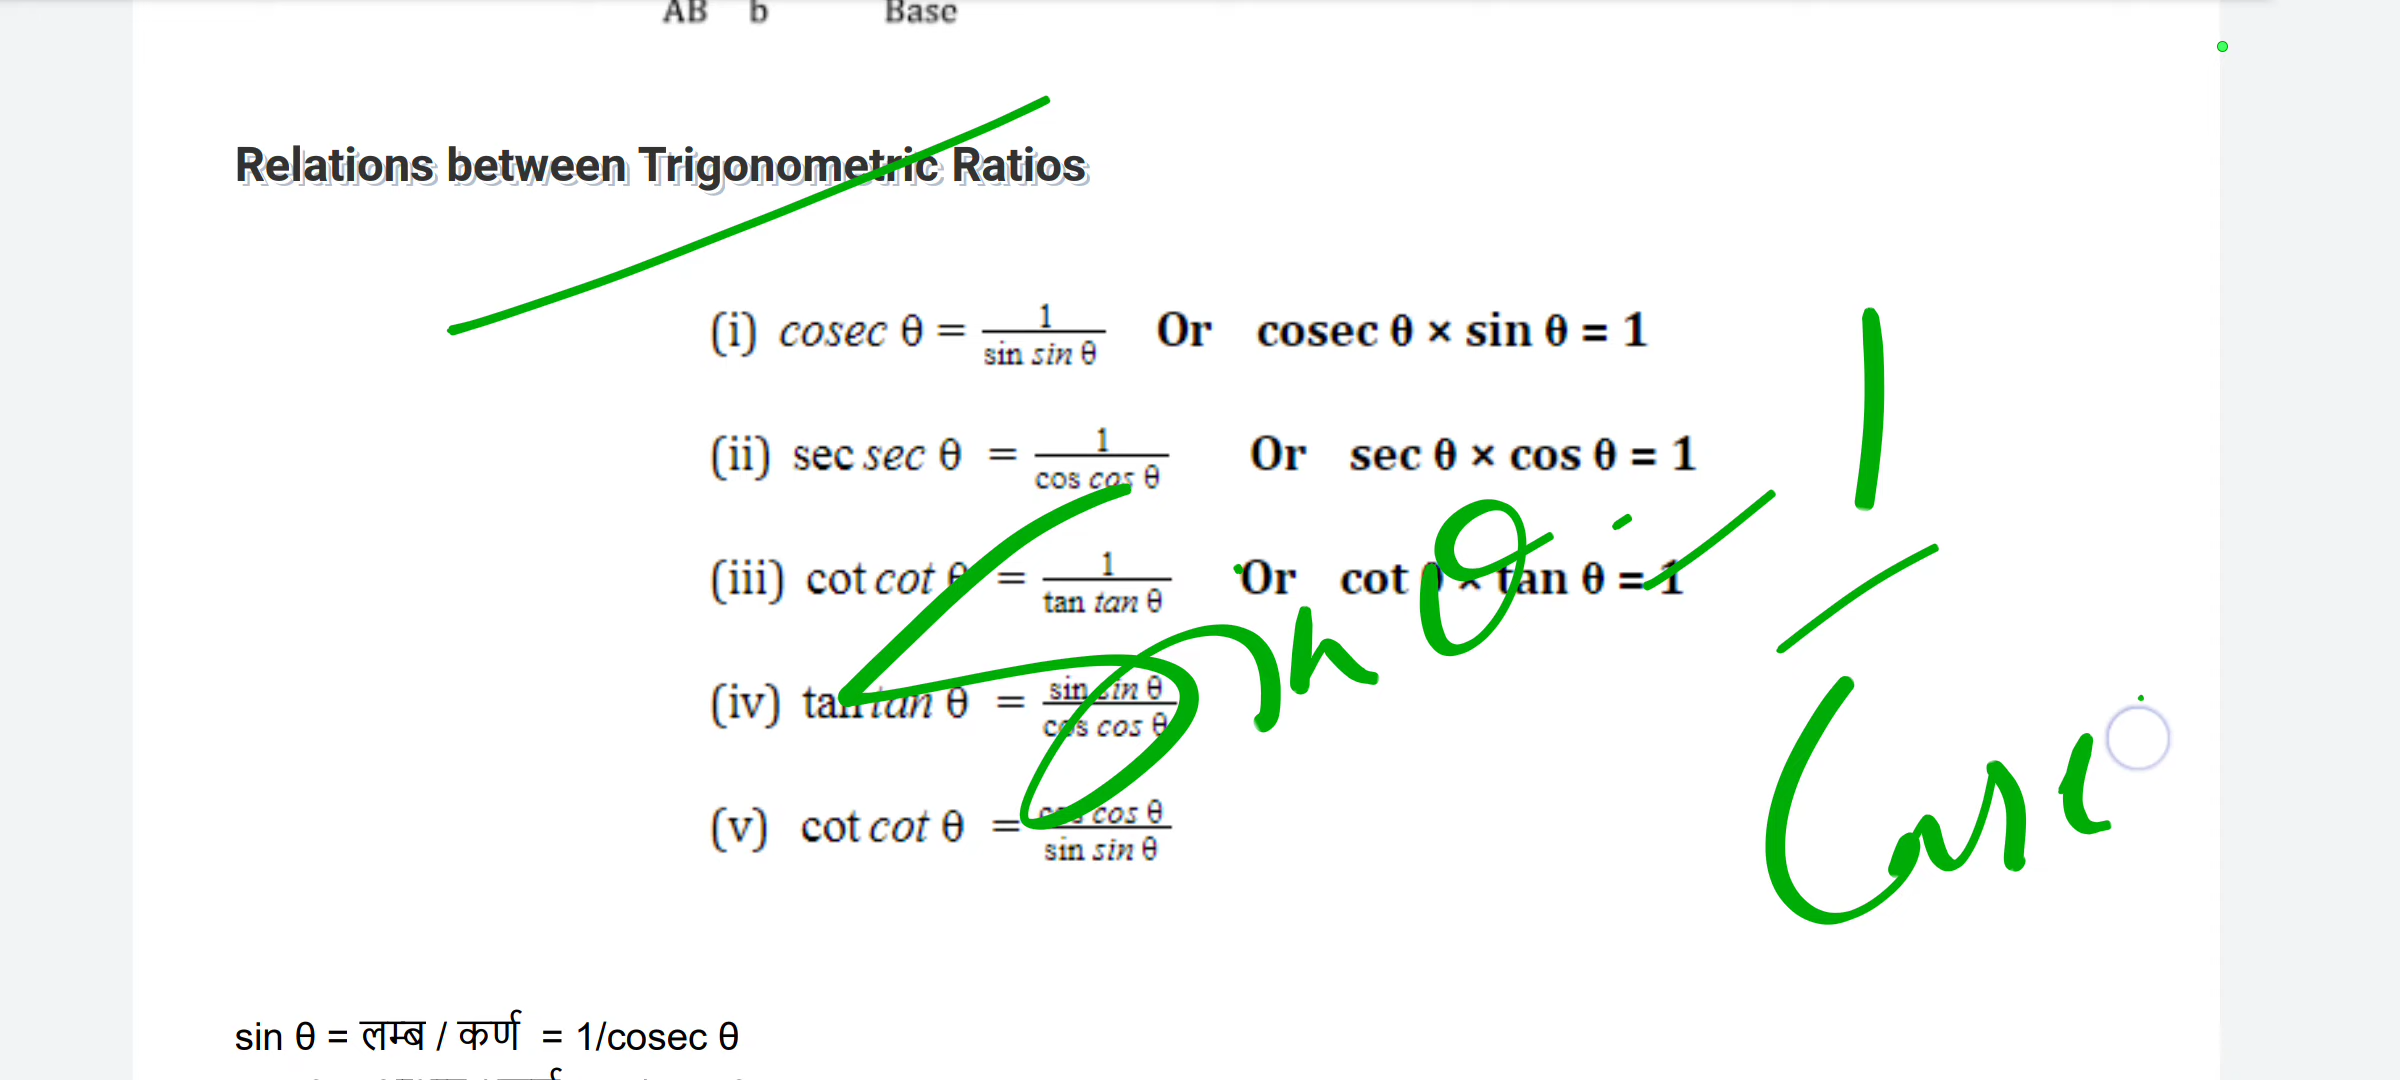 AB b Base
Relations between Trigonometric Ratios
(i) cosec θ = 1/sin sin θ Or cosec θ × sin θ = 1
(ii) sec sec θ = 1/cos cos θ Or sec θ × cos θ = 1
(iii) cot cot θ = 1/tan tan θ Or cot θ × tan θ = 1
(iv) tan tan θ = sin sin θ/cos cos θ
(v) cot cot θ = cos cos θ/sin sin θ
Sin θ = 1/Cose
sin θ = लम्ब / कर्ण = 1/cosec θ